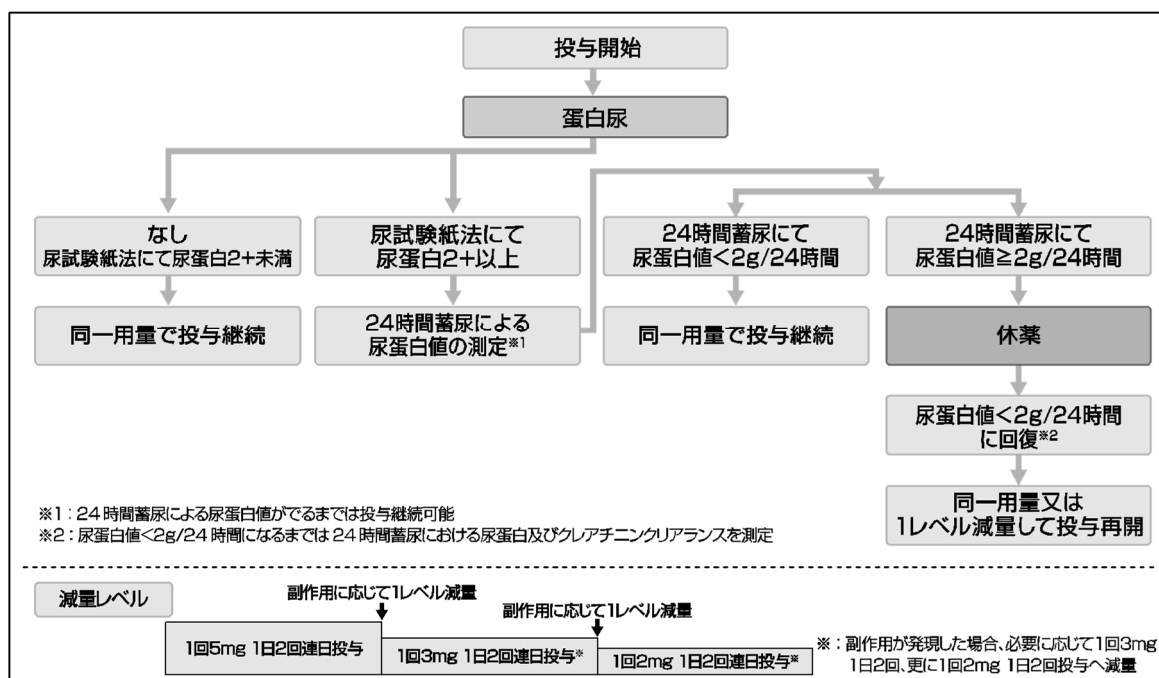 投与開始
蛋白尿
なし
尿試験紙法にて尿蛋白2+未満
同一用量で投与継続
尿試験紙法にて
尿蛋白2+以上
24時間蓄尿による
尿蛋白値の測定※1
24時間蓄尿にて
尿蛋白値<2g/24時間
同一用量で投与継続
24時間蓄尿にて
尿蛋白値≧2g/24時間
休薬
尿蛋白値<2g/24時間
に回復※2
同一用量又は
1レベル減量して投与再開
※1：24時間蓄尿による尿蛋白値がでるまでは投与継続可能
※2：尿蛋白値<2g/24時間になるまでは24時間蓄尿における尿蛋白及びクレアチニンクリアランスを測定
減量レベル
副作用に応じて1レベル減量
副作用に応じて1レベル減量
1回5mg 1日2回連日投与
1回3mg 1日2回連日投与※
1回2mg 1日2回連日投与※
※：副作用が発現した場合、必要に応じて1回3mg
1日2回、更に1回2mg 1日2回投与へ減量